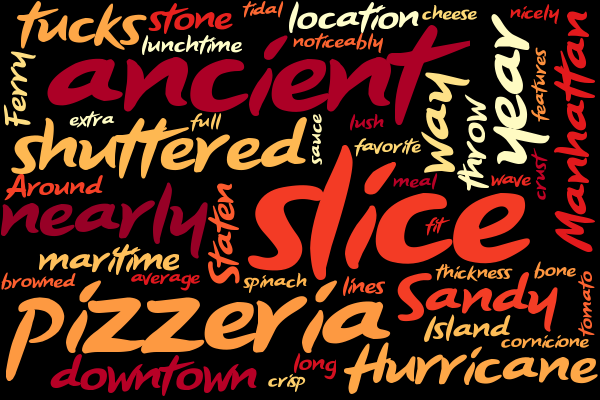 tucks
stone
tidal
location
cheese
nicely
lunchtime
noticeably
Ferry
ancient
year
features
Manhattan
way
throw
extra
full
sauce
lush
favorite
shuttered
crust
Around
meal
wave
nearly
Staten
slice
fit
maritime
browned
average
spinach
lines
thickness
bone
tomato
pizzeria
Sandy
Island
cornicione
downtown
crisp
long
Hurricane